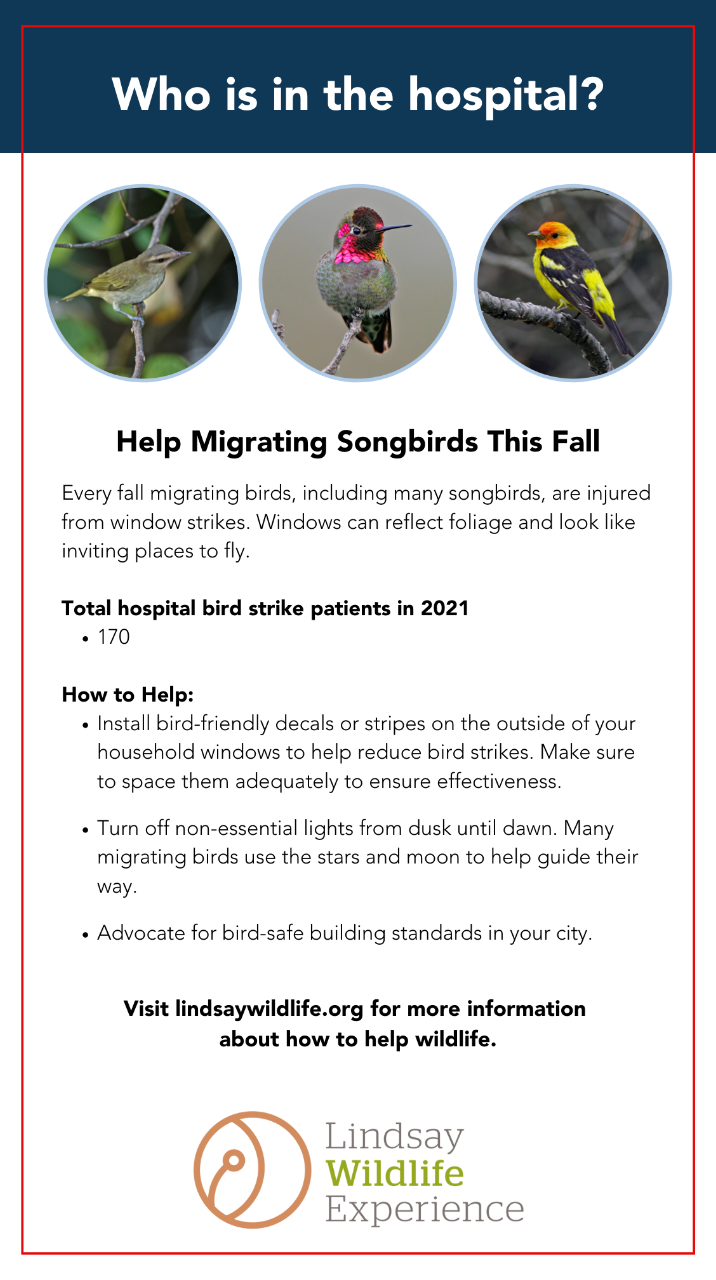 Who is in the hospital?
Help Migrating Songbirds This Fall
Every fall migrating birds, including many songbirds, are injured
from window strikes. Windows can reflect foliage and look like
inviting places to fly.
Total hospital bird strike patients in 2021
• 170
How to Help:
• Install bird-friendly decals or stripes on the outside of your
household windows to help reduce bird strikes. Make sure
to space them adequately to ensure effectiveness.
• Turn off non-essential lights from dusk until dawn. Many
migrating birds use the stars and moon to help guide their
way.
• Advocate for bird-safe building standards in your city.
Visit lindsaywildlife.org for more information
about how to help wildlife.
Lindsay
Wildlife
Experience